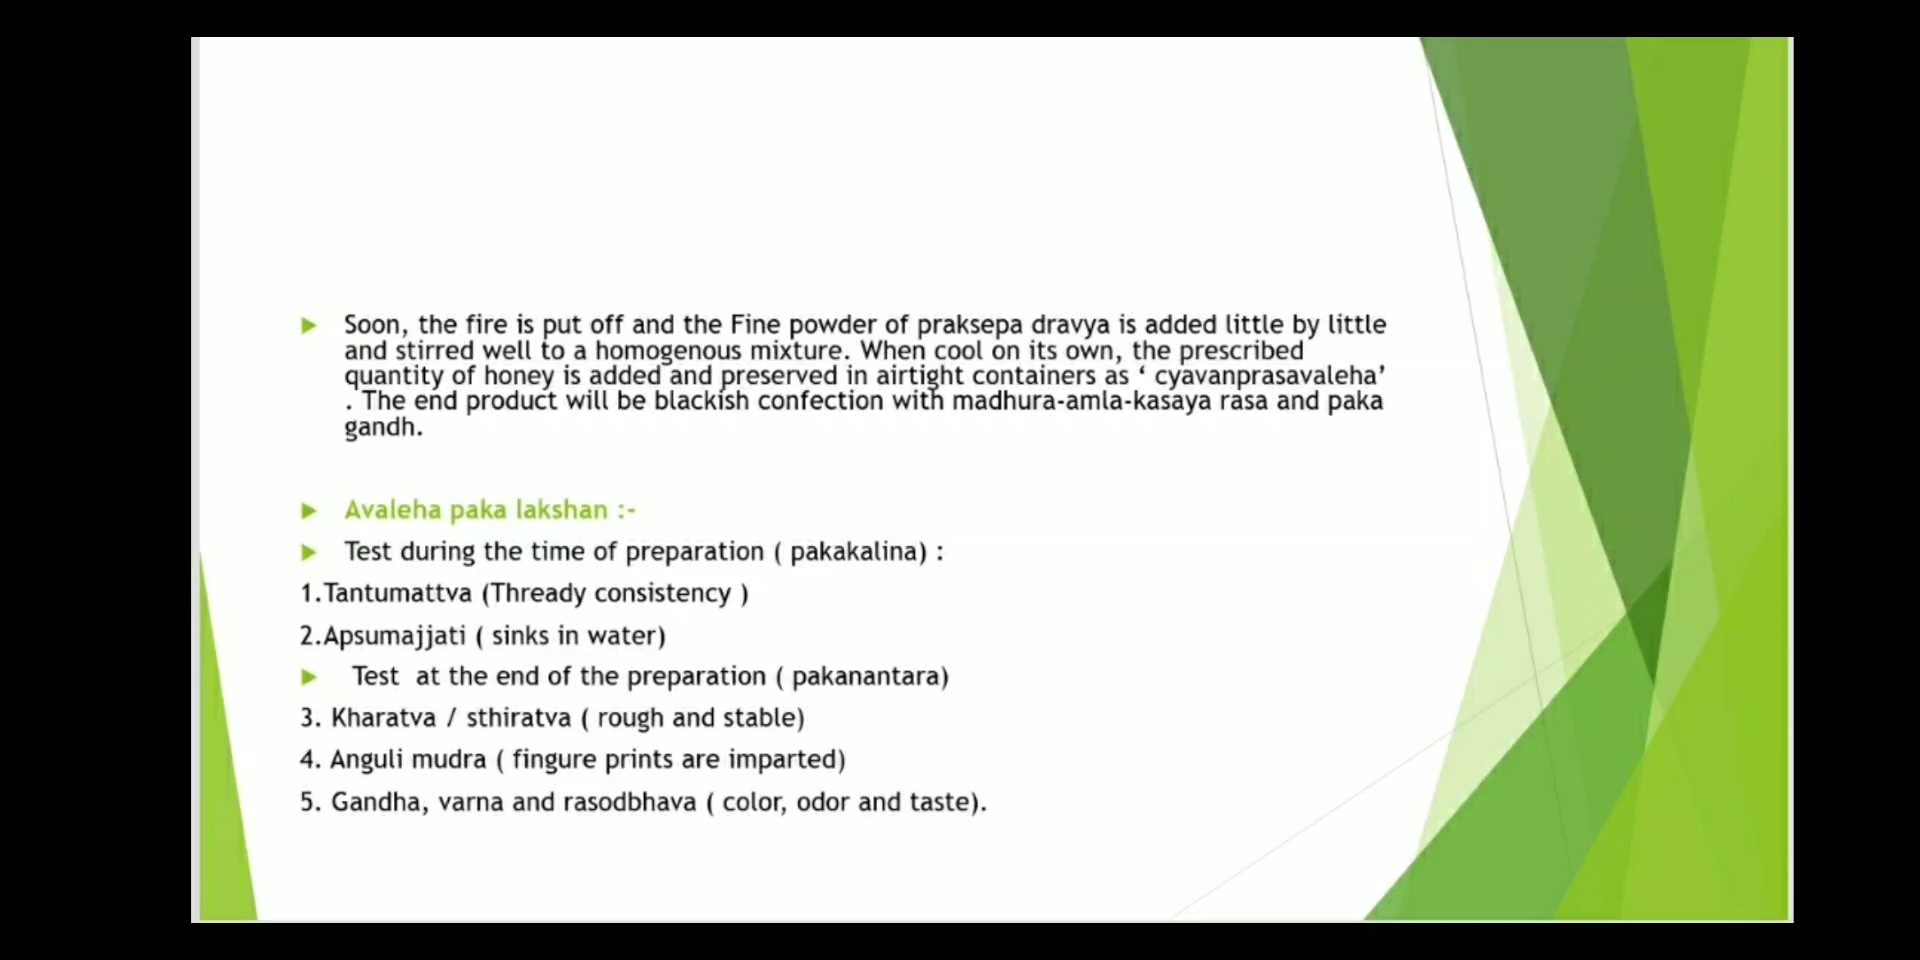 Soon, the fire is put off and the Fine powder of praksepa dravya is added little by little
and stirred well to a homogenous mixture. When cool on its own, the prescribed
quantity of honey is added and preserved in airtight containers as ‘ cyavanprasavaleha’
. The end product will be blackish confection with madhura-amla-kasaya rasa and paka
gandh.
Avaleha paka lakshan :-
Test during the time of preparation ( pakakalina) :
1.Tantumattva (Thready consistency )
2.Apsumajjati ( sinks in water)
Test at the end of the preparation ( pakanantara)
3. Kharatva / sthiratva ( rough and stable)
4. Anguli mudra ( fingure prints are imparted)
5. Gandha, varna and rasodbhava ( color, odor and taste).